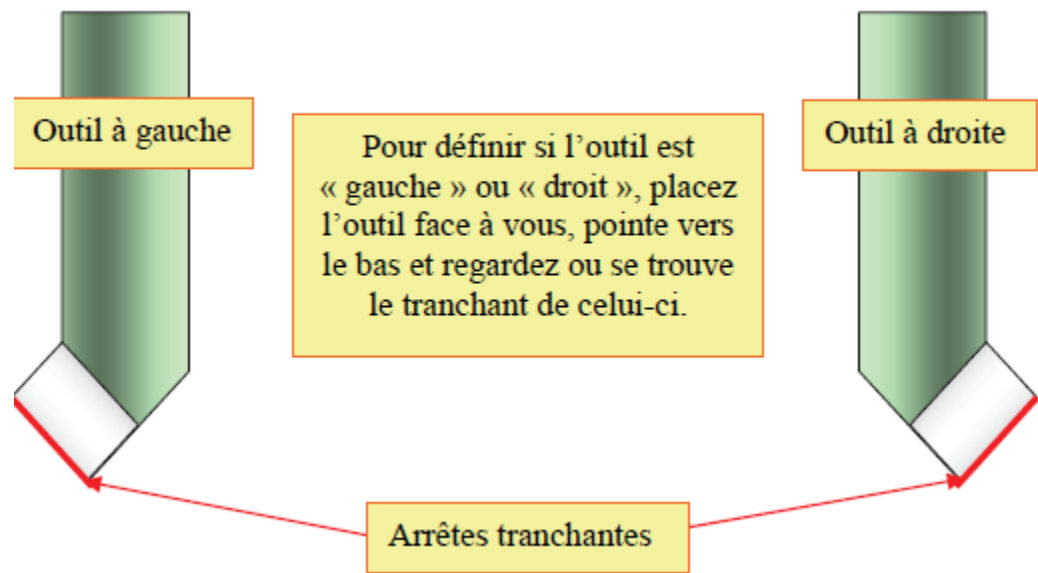 Outil à gauche
Pour définir si l’outil est
« gauche » ou « droit », placez
l’outil face à vous, pointe vers
le bas et regardez ou se trouve
le tranchant de celui-ci.
Outil à droite
Arrêtes tranchantes